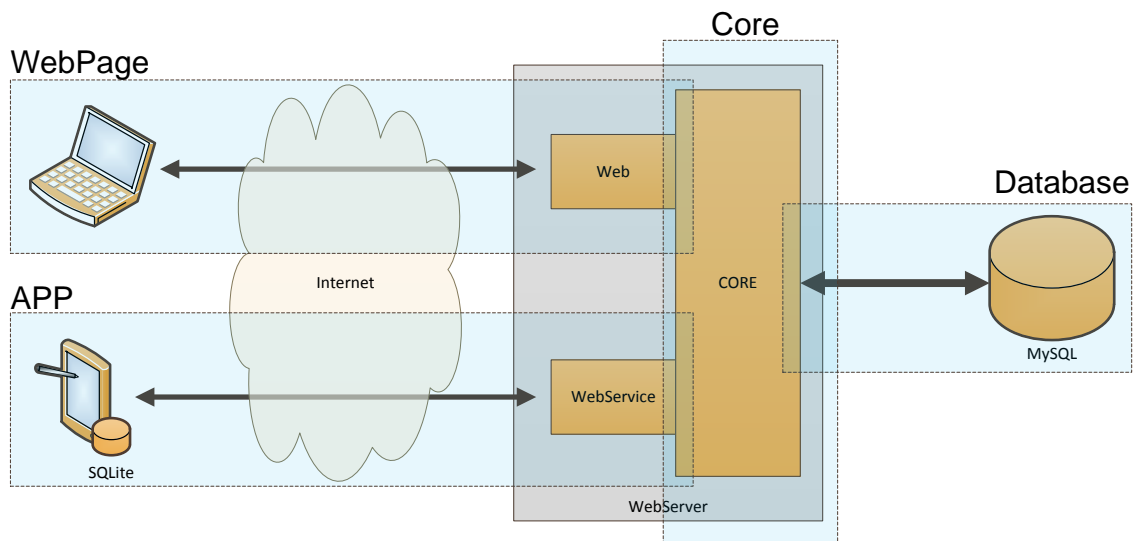 Core
WebPage
Web
Database
Internet
CORE
APP
MySQL
WebService
SQLite
WebServer